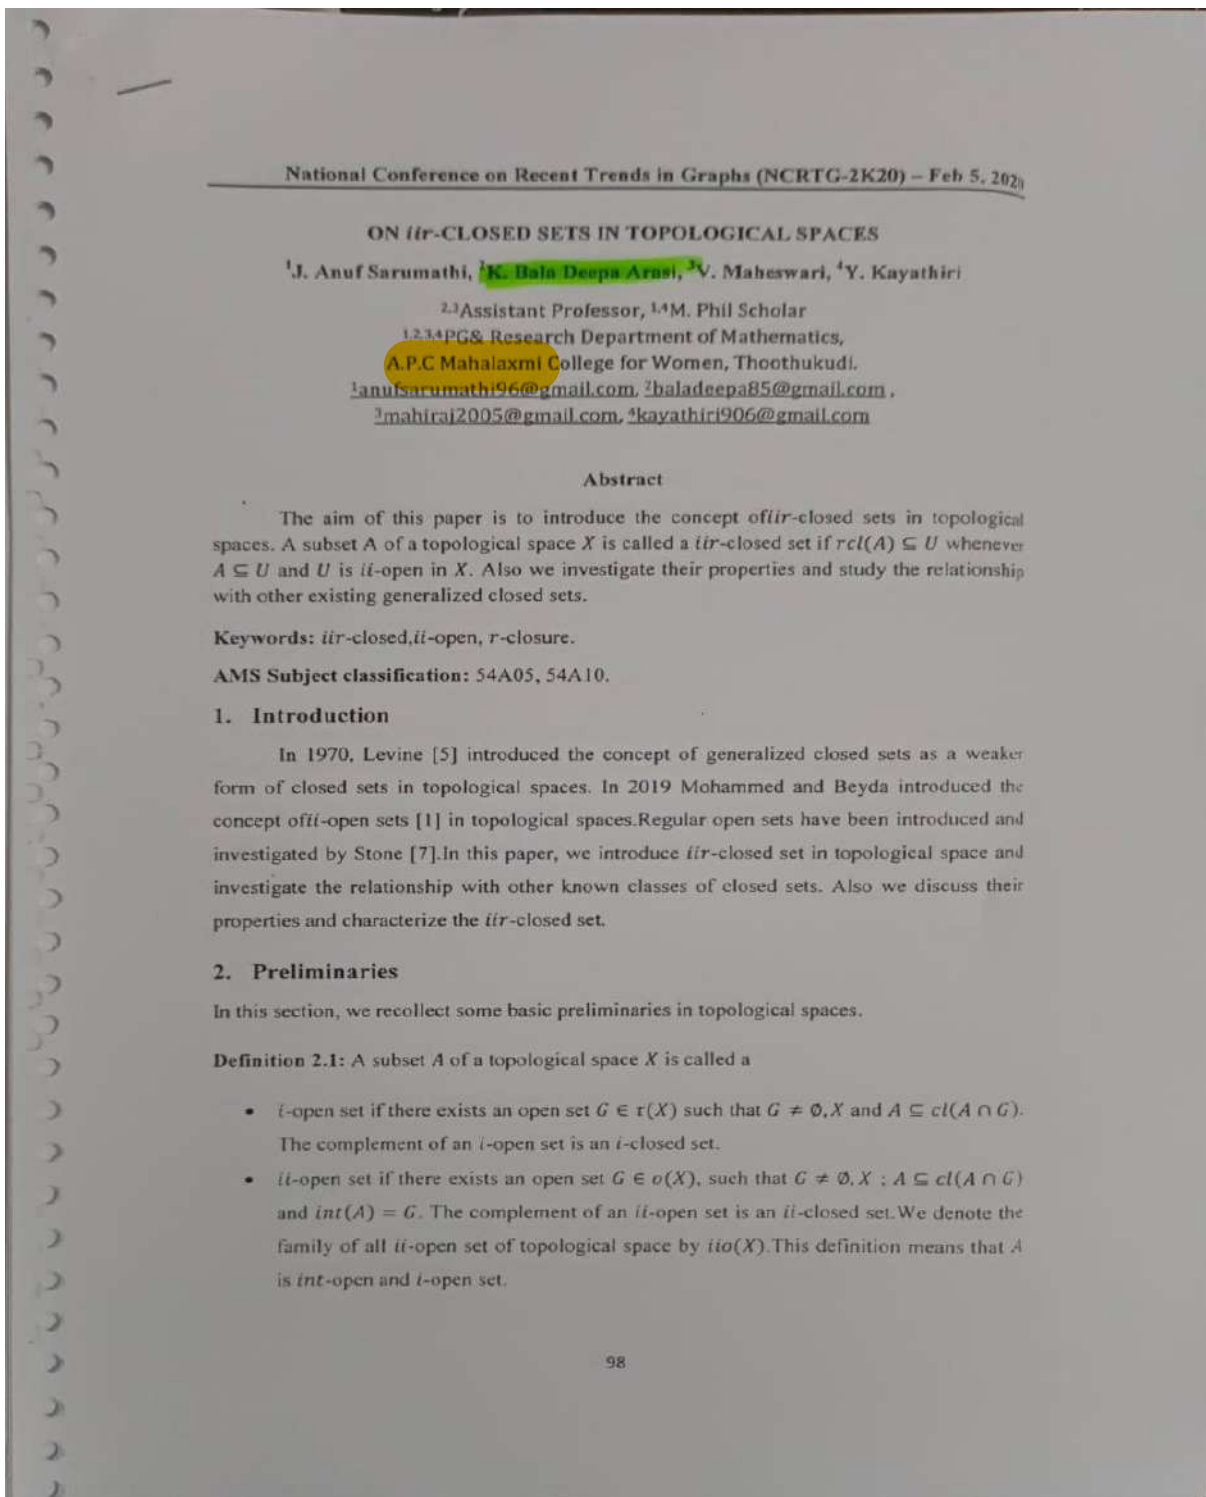 National Conference on Recent Trends in Graphs (NCRTG-2K20) – Feb 5, 2020
ON iir-CLOSED SETS IN TOPOLOGICAL SPACES
¹J. Anuf Sarumathi, ²K. Bala Deepa Arasi, ³V. Maheswari, ⁴Y. Kayathiri
²,³Assistant Professor, ¹,⁴M. Phil Scholar
¹,²,³,⁴PG& Research Department of Mathematics,
A.P.C Mahalaxmi College for Women, Thoothukudi.
¹anufsarumathi96@gmail.com, ²baladeepa85@gmail.com ,
³mahiraj2005@gmail.com, ⁴kayathiri906@gmail.com
Abstract
The aim of this paper is to introduce the concept ofiir-closed sets in topological
spaces. A subset A of a topological space X is called a iir-closed set if rcl(A) ⊆ U whenever
A ⊆ U and U is ii-open in X. Also we investigate their properties and study the relationship
with other existing generalized closed sets.
Keywords: iir-closed,ii-open, r-closure.
AMS Subject classification: 54A05, 54A10.
1. Introduction
In 1970, Levine [5] introduced the concept of generalized closed sets as a weaker
form of closed sets in topological spaces. In 2019 Mohammed and Beyda introduced the
concept ofii-open sets [1] in topological spaces.Regular open sets have been introduced and
investigated by Stone [7].In this paper, we introduce iir-closed set in topological space and
investigate the relationship with other known classes of closed sets. Also we discuss their
properties and characterize the iir-closed set.
2. Preliminaries
In this section, we recollect some basic preliminaries in topological spaces.
Definition 2.1: A subset A of a topological space X is called a
• i-open set if there exists an open set G ∈ τ(X) such that G ≠ ∅,X and A ⊆ cl(A ∩ G).
The complement of an i-open set is an i-closed set.
• ii-open set if there exists an open set G ∈ o(X), such that G ≠ ∅,X ; A ⊆ cl(A ∩ G)
and int(A) = G. The complement of an ii-open set is an ii-closed set.We denote the
family of all ii-open set of topological space by iio(X).This definition means that A
is int-open and i-open set.
98